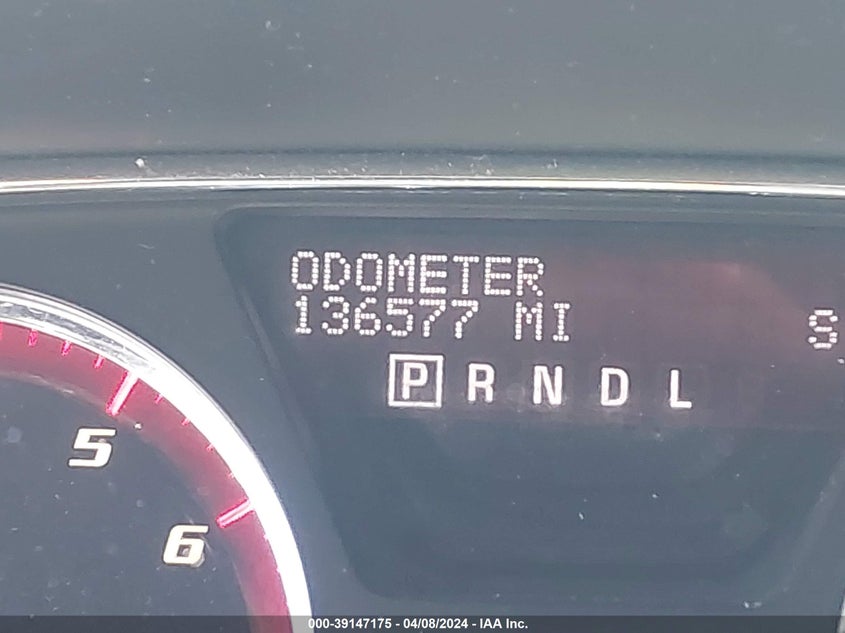 ODOMETER
136577 MI
S
P R N D L
5
6
000-39147175 - 04/08/2024 - IAA Inc.